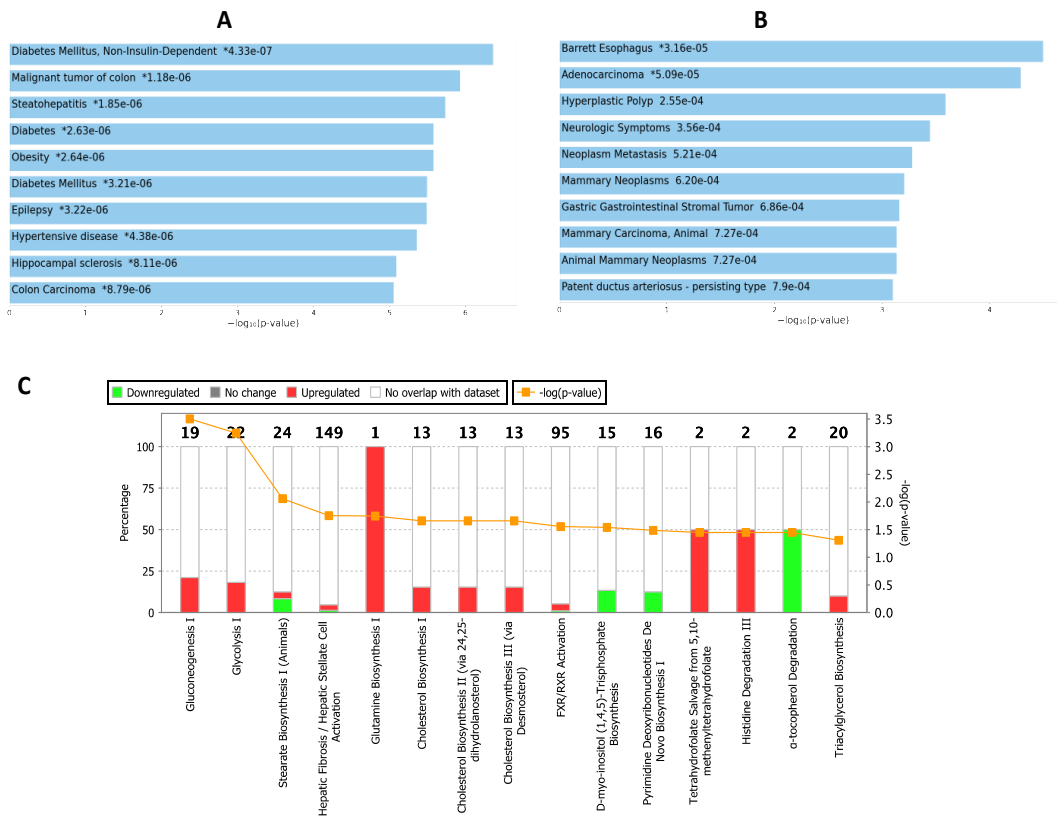 A
B
Diabetes Mellitus, Non-Insulin-Dependent *4.33e-07
Malignant tumor of colon *1.18e-06
Steatohepatitis *1.85e-06
Diabetes *2.63e-06
Obesity *2.64e-06
Diabetes Mellitus *3.21e-06
Epilepsy *3.22e-06
Hypertensive disease *4.38e-06
Hippocampal sclerosis *8.11e-06
Colon Carcinoma *8.79e-06
0 1 2 3 4 5 6
−log₁₀(p-value)
Barrett Esophagus *3.16e-05
Adenocarcinoma *5.09e-05
Hyperplastic Polyp 2.55e-04
Neurologic Symptoms 3.56e-04
Neoplasm Metastasis 5.21e-04
Mammary Neoplasms 6.20e-04
Gastric Gastrointestinal Stromal Tumor 6.86e-04
Mammary Carcinoma, Animal 7.27e-04
Animal Mammary Neoplasms 7.27e-04
Patent ductus arteriosus - persisting type 7.9e-04
0 1 2 3 4
−log₁₀(p-value)
C
Downregulated No change Upregulated No overlap with dataset -log(p-value)
19 22 24 149 1 13 13 13 95 15 16 2 2 2 20
100
75
50
25
0
Percentage
3.5
3.0
2.5
2.0
1.5
1.0
0.5
0.0
-log(p-value)
Gluconeogenesis I
Glycolysis I
Stearate Biosynthesis I (Animals)
Hepatic Fibrosis / Hepatic Stellate Cell
Activation
Glutamine Biosynthesis I
Cholesterol Biosynthesis I
Cholesterol Biosynthesis II (via 24,25-
dihydrolanosterol)
Cholesterol Biosynthesis III (via
Desmosterol)
FXR/RXR Activation
D-myo-inositol (1,4,5)-Trisphosphate
Biosynthesis
Pyrimidine Deoxyribonucleotides De
Novo Biosynthesis I
Tetrahydrofolate Salvage from 5,10-
methenyltetrahydrofolate
Histidine Degradation III
α-tocopherol Degradation
Triacylglycerol Biosynthesis